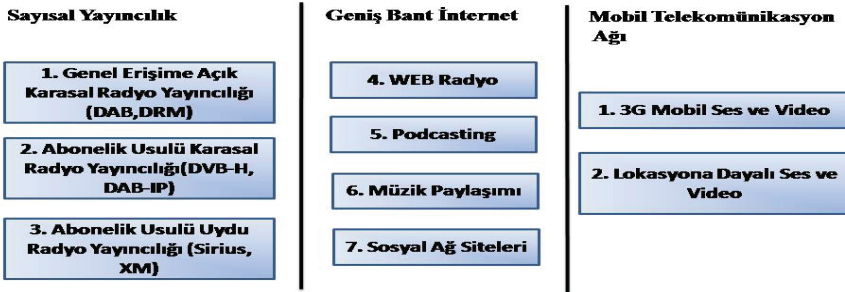 Sayısal Yayıncılık
1. Genel Erişime Açık
Karasal Radyo Yayıncılığı
(DAB,DRM)
2. Abonelik Usulü Karasal
Radyo Yayıncılığı(DVB-H,
DAB-IP)
3. Abonelik Usulü Uydu
Radyo Yayıncılığı (Sirius,
XM)
Geniş Bant İnternet
4. WEB Radyo
5. Podcasting
6. Müzik Paylaşımı
7. Sosyal Ağ Siteleri
Mobil Telekomünikasyon
Ağı
1. 3G Mobil Ses ve Video
2. Lokasyona Dayalı Ses ve
Video